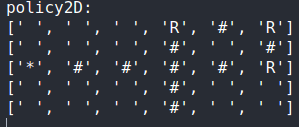 policy2D:
[' ', ' ', ' ', 'R', '#', 'R']
[' ', ' ', ' ', '#', ' ', '#']
['*', '#', '#', '#', '#', 'R']
[' ', ' ', ' ', '#', ' ', ' ']
[' ', ' ', ' ', '#', ' ', ' ']